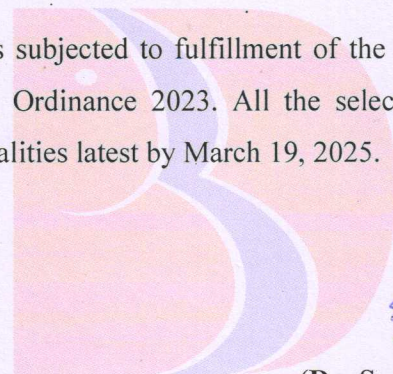 s subjected to fulfillment of the
Ordinance 2023. All the selec
alities latest by March 19, 2025.